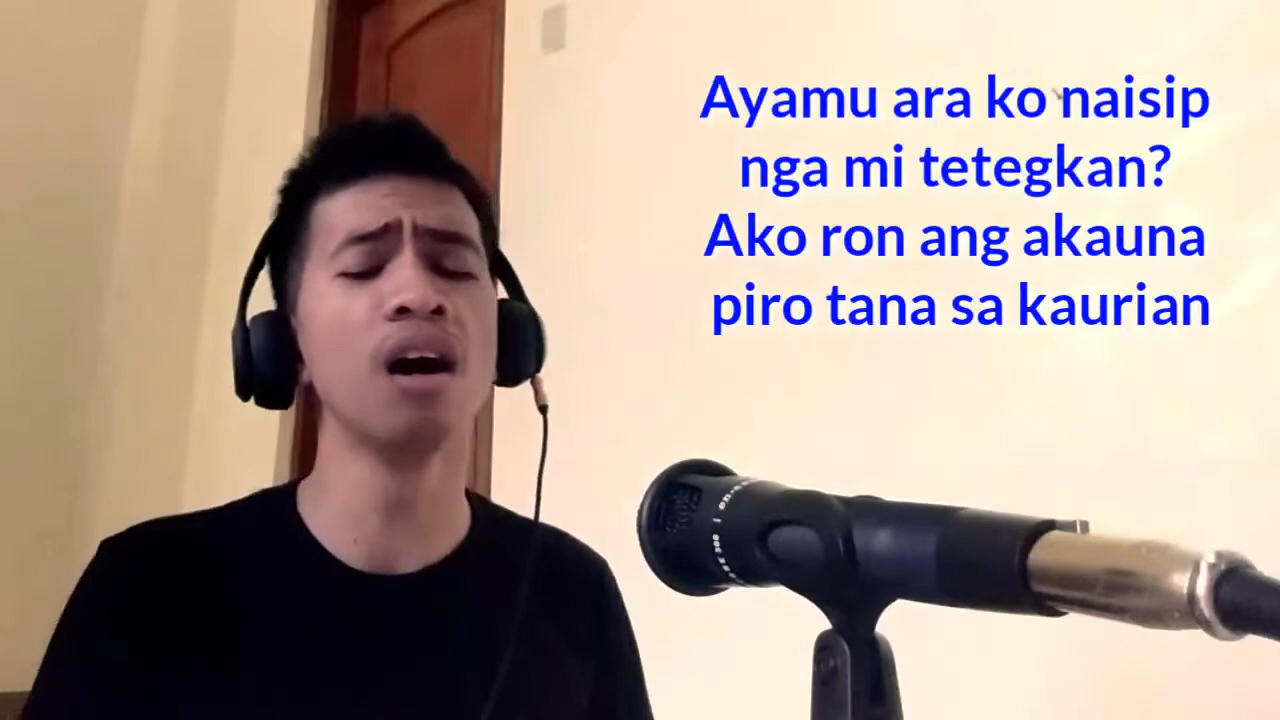 Ayamu ara ko naisip
nga mi tetegkan?
Ako ron ang akauna
piro tana sa kaurian